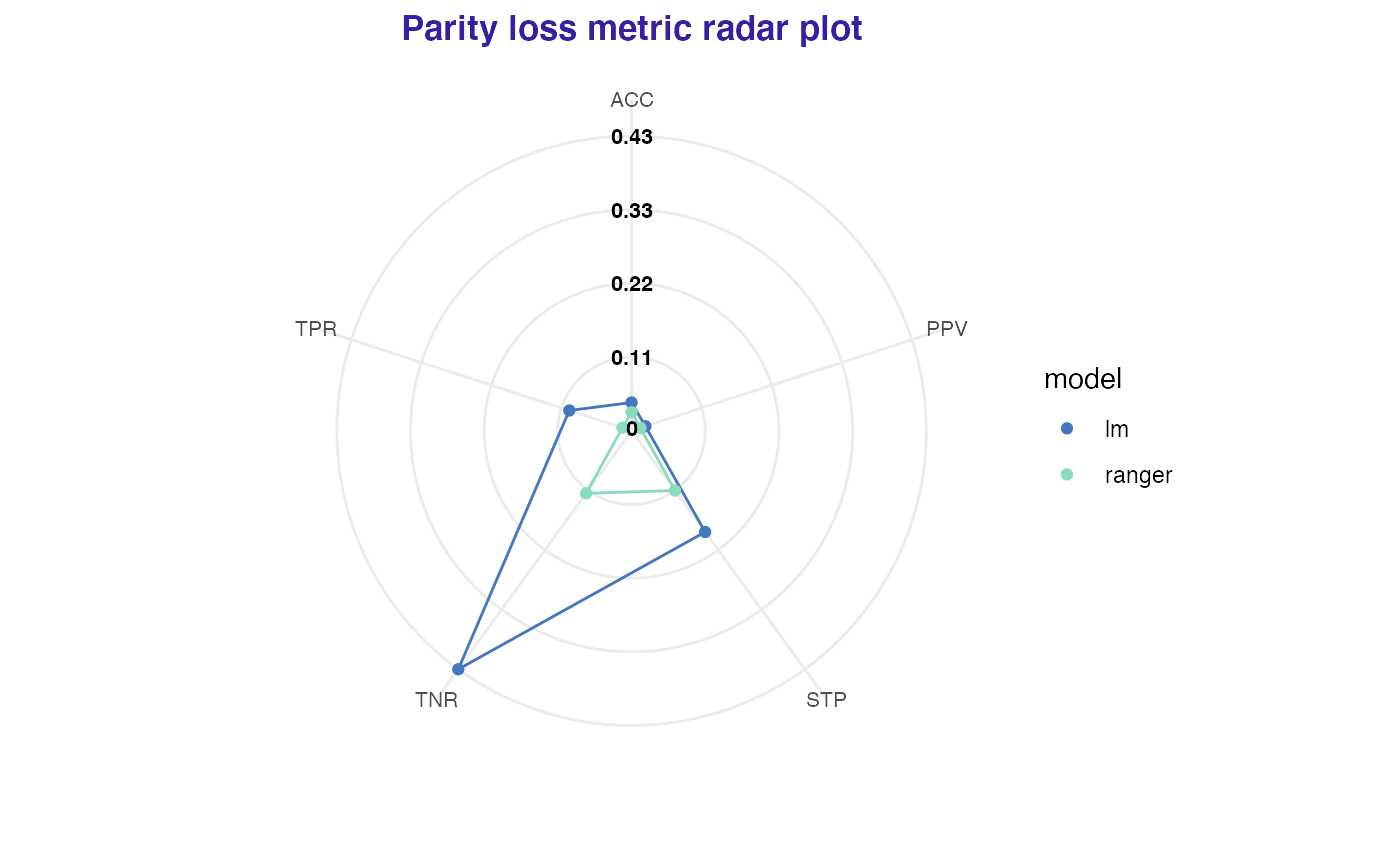 Parity loss metric radar plot
ACC
0.43
0.33
0.22
0.11
0
TPR
PPV
TNR
STP
model
lm
ranger